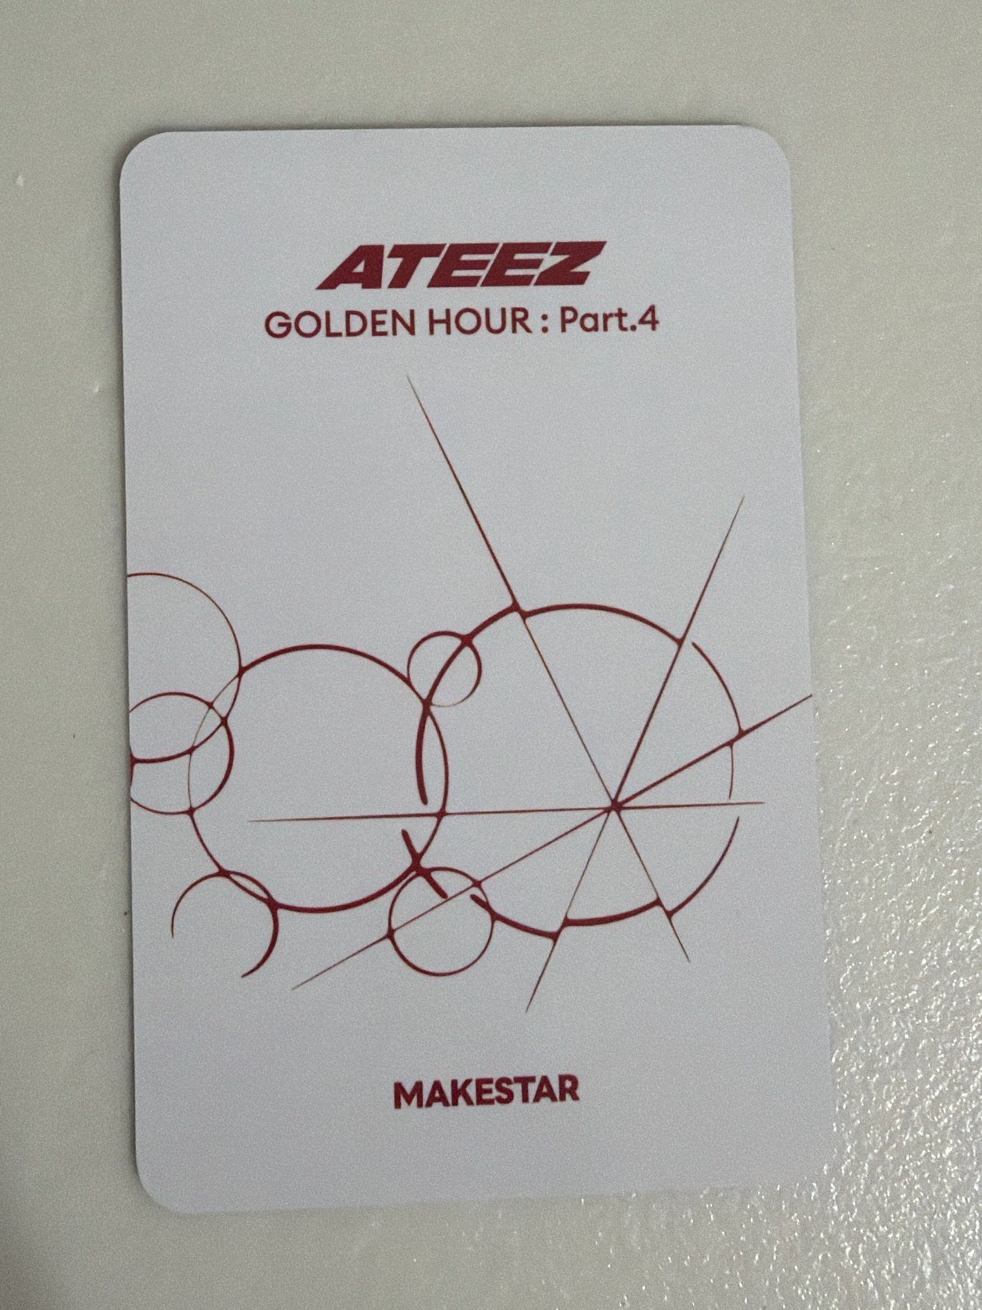 ATEEZ
GOLDEN HOUR : Part.4
MAKESTAR